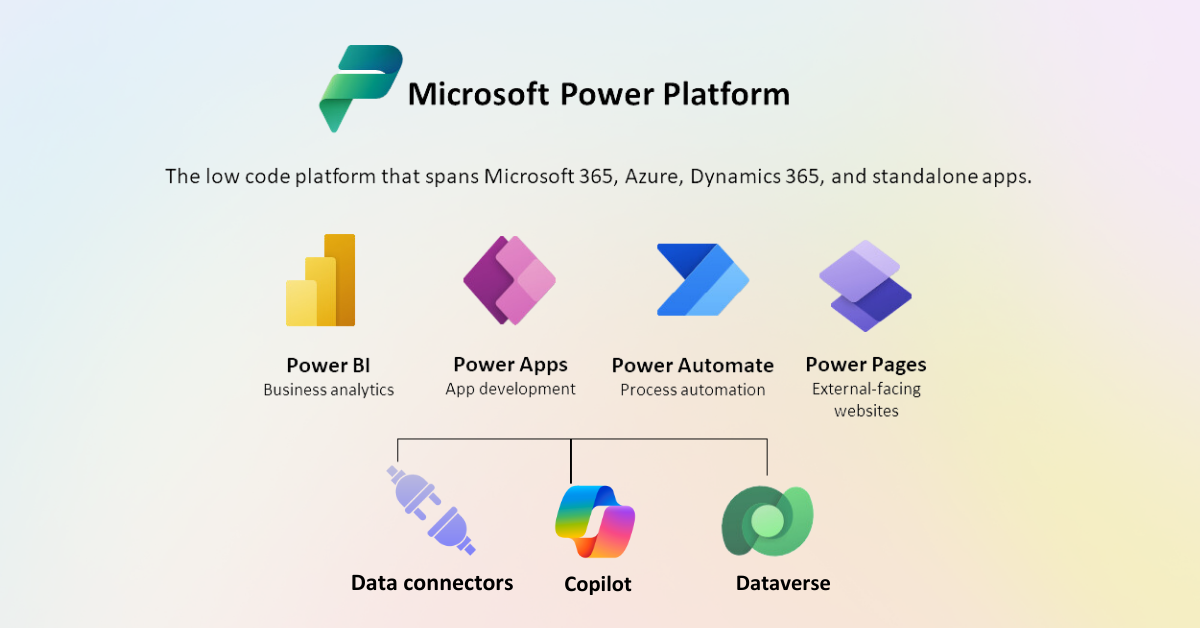 Microsoft Power Platform
The low code platform that spans Microsoft 365, Azure, Dynamics 365, and standalone apps.
Power BI
Business analytics
Power Apps
App development
Power Automate
Process automation
Power Pages
External-facing
websites
Data connectors
Copilot
Dataverse